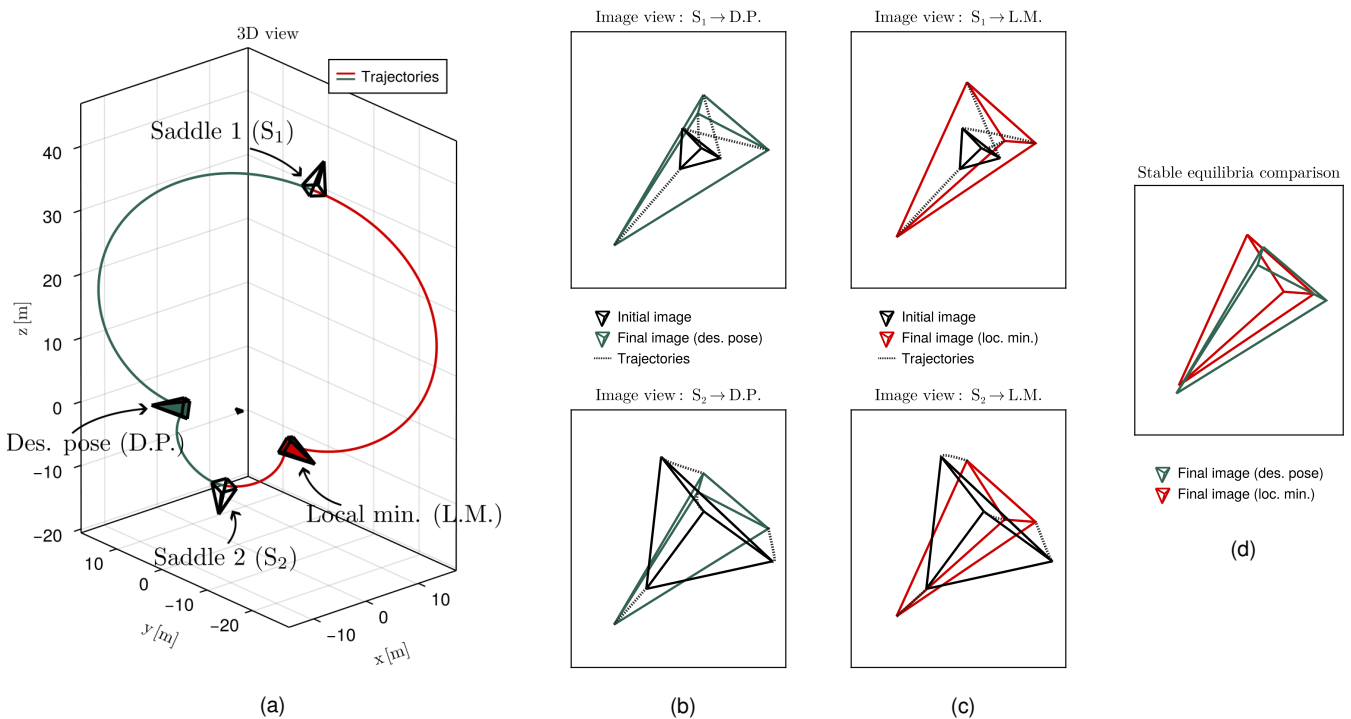 3D view
Trajectories
Saddle 1 (S₁)
40
30
20
10
0
−10
−20
z [m]
Des. pose (D.P.)
Local min. (L.M.)
Saddle 2 (S₂)
10
0
−10
−20
y [m]
−10
0
10
x [m]
(a)
Image view : S₁ → D.P.
Initial image
Final image (des. pose)
Trajectories
Image view : S₂ → D.P.
(b)
Image view : S₁ → L.M.
Initial image
Final image (loc. min.)
Trajectories
Image view : S₂ → L.M.
(c)
Stable equilibria comparison
Final image (des. pose)
Final image (loc. min.)
(d)